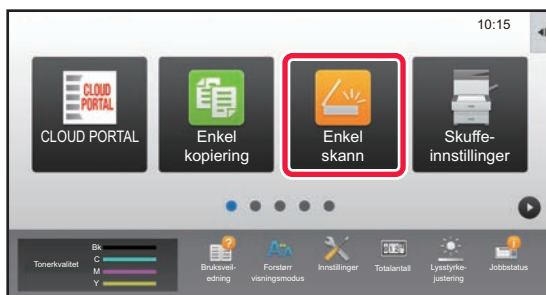 10:15
CLOUD
PORTAL
CLOUD PORTAL
Enkel
kopiering
Enkel
skann
Skuffe-
innstillinger
Tonerkvalitet
Bk
C
M
Y
Bruksveil-
edning
Forstørr
visningsmodus
Innstillinger
Totalantall
Lysstyrke-
justering
Jobbstatus